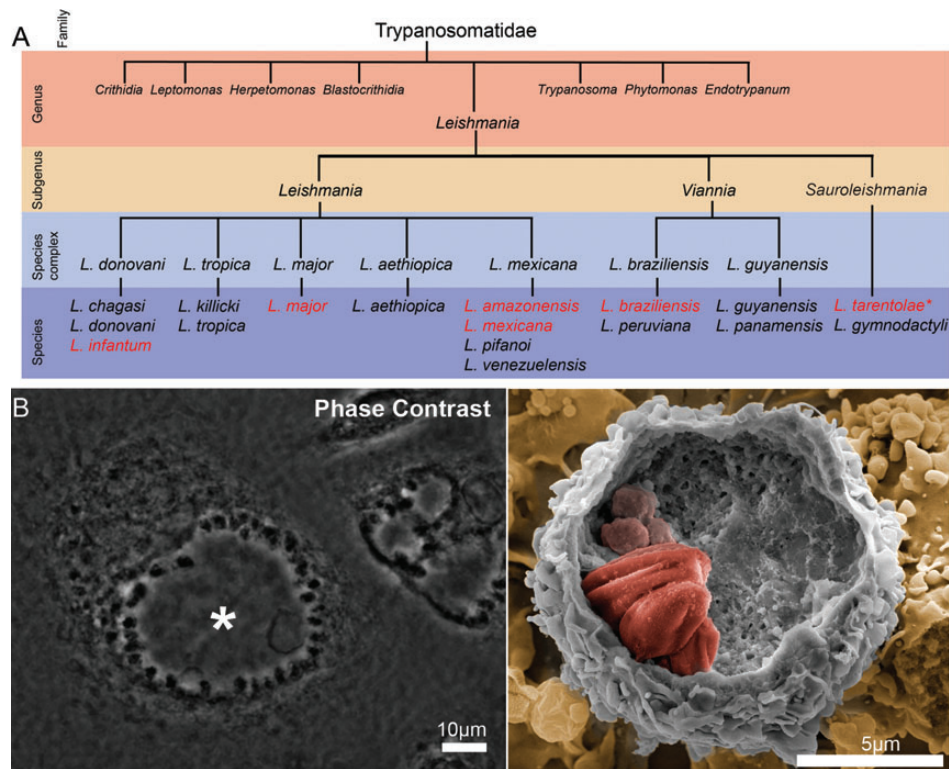 A
Family
Trypanosomatidae
Genus
Crithidia Leptomonas Herpetomonas Blastocrithidia Trypanosoma Phytomonas Endotrypanum
Leishmania
Subgenus
Leishmania Viannia Sauroleishmania
Species complex
L. donovani L. tropica L. major L. aethiopica L. mexicana L. braziliensis L. guyanensis
Species
L. chagasi L. killicki L. major L. aethiopica L. amazonensis L. braziliensis L. guyanensis L. tarentolae*
L. donovani L. tropica L. mexicana L. peruviana L. panamensis L. gymnodactyli
L. infantum L. pifanoi
L. venezuelensis
B
Phase Contrast
*
10µm
5µm